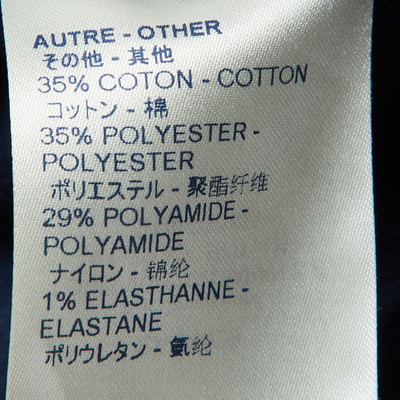 AUTRE - OTHER
その他 - 其他
35% COTON - COTTON
コットン - 棉
35% POLYESTER -
POLYESTER
ポリエステル - 聚酯纤维
29% POLYAMIDE -
POLYAMIDE
ナイロン - 锦纶
1% ELASTHANNE -
ELASTANE
ポリウレタン - 氨纶